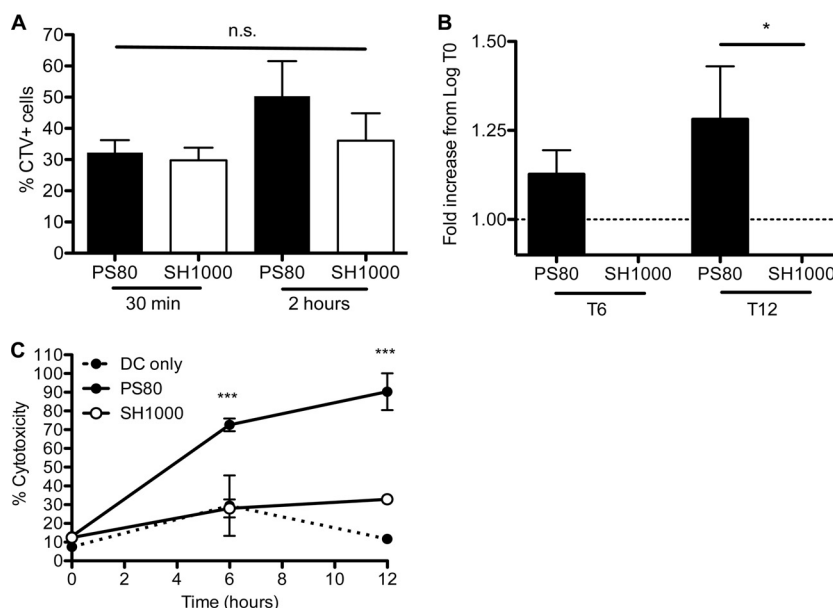 A
n.s.
% CTV+ cells
70
60
50
40
30
20
10
0
PS80 SH1000 PS80 SH1000
30 min 2 hours
B
*
Fold increase from Log T0
1.50
1.25
1.00
PS80 SH1000 PS80 SH1000
T6 T12
C
% Cytotoxicity
110
100
90
80
70
60
50
40
30
20
10
0
DC only
PS80
SH1000
***
***
0 2 4 6 8 10 12
Time (hours)